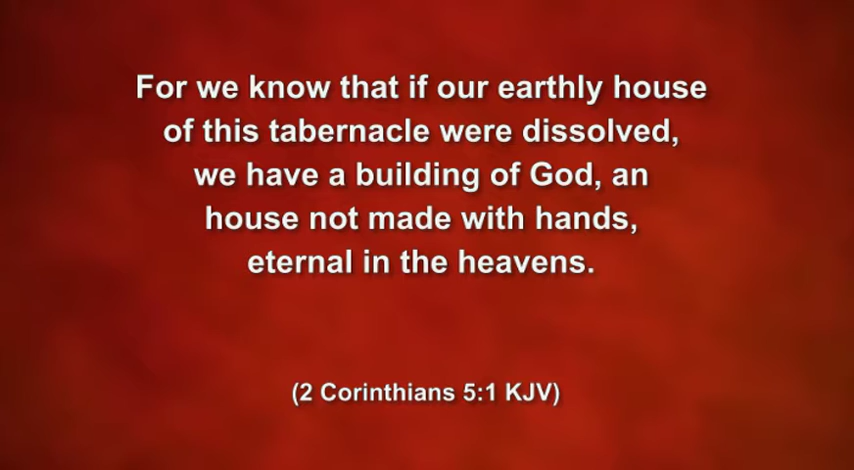 For we know that if our earthly house
of this tabernacle were dissolved,
we have a building of God, an
house not made with hands,
eternal in the heavens.
(2 Corinthians 5:1 KJV)